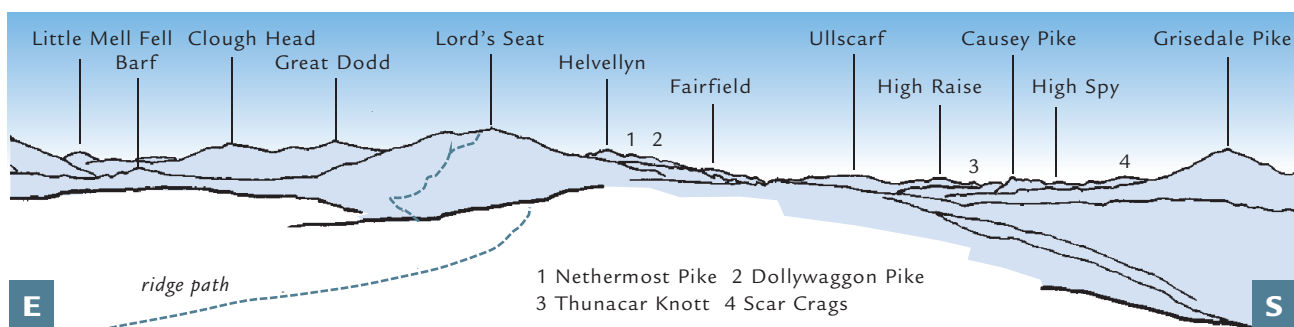 Little Mell Fell Clough Head Lord's Seat Ullscarf Causey Pike Grisedale Pike
Barf Great Dodd Helvellyn
Fairfield High Raise High Spy
1 2
3 4
ridge path
1 Nethermost Pike 2 Dollywaggon Pike
3 Thunacar Knott 4 Scar Crags
E S